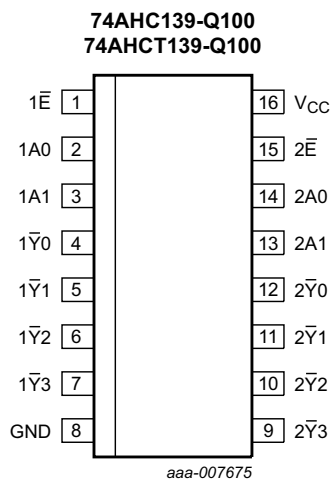 74AHC139-Q100
74AHCT139-Q100
1E̅ 1 16 VCC
1A0 2 15 2E̅
1A1 3 14 2A0
1Y̅0 4 13 2A1
1Y̅1 5 12 2Y̅0
1Y̅2 6 11 2Y̅1
1Y̅3 7 10 2Y̅2
GND 8 9 2Y̅3
aaa-007675